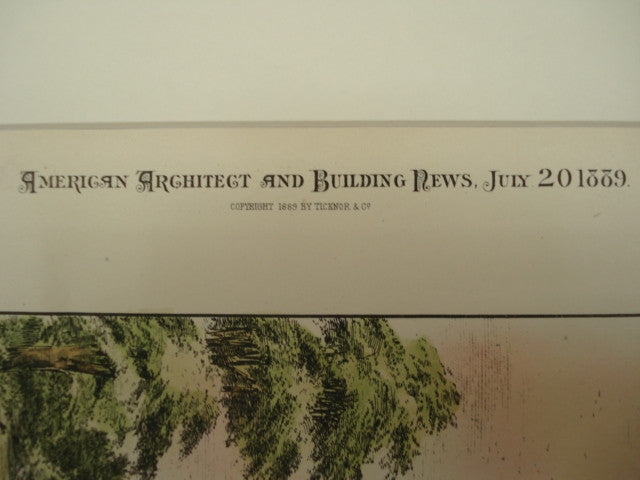 American Architect and Building News, July 20 1889.
COPYRIGHT 1889 BY TICKNOR & Co